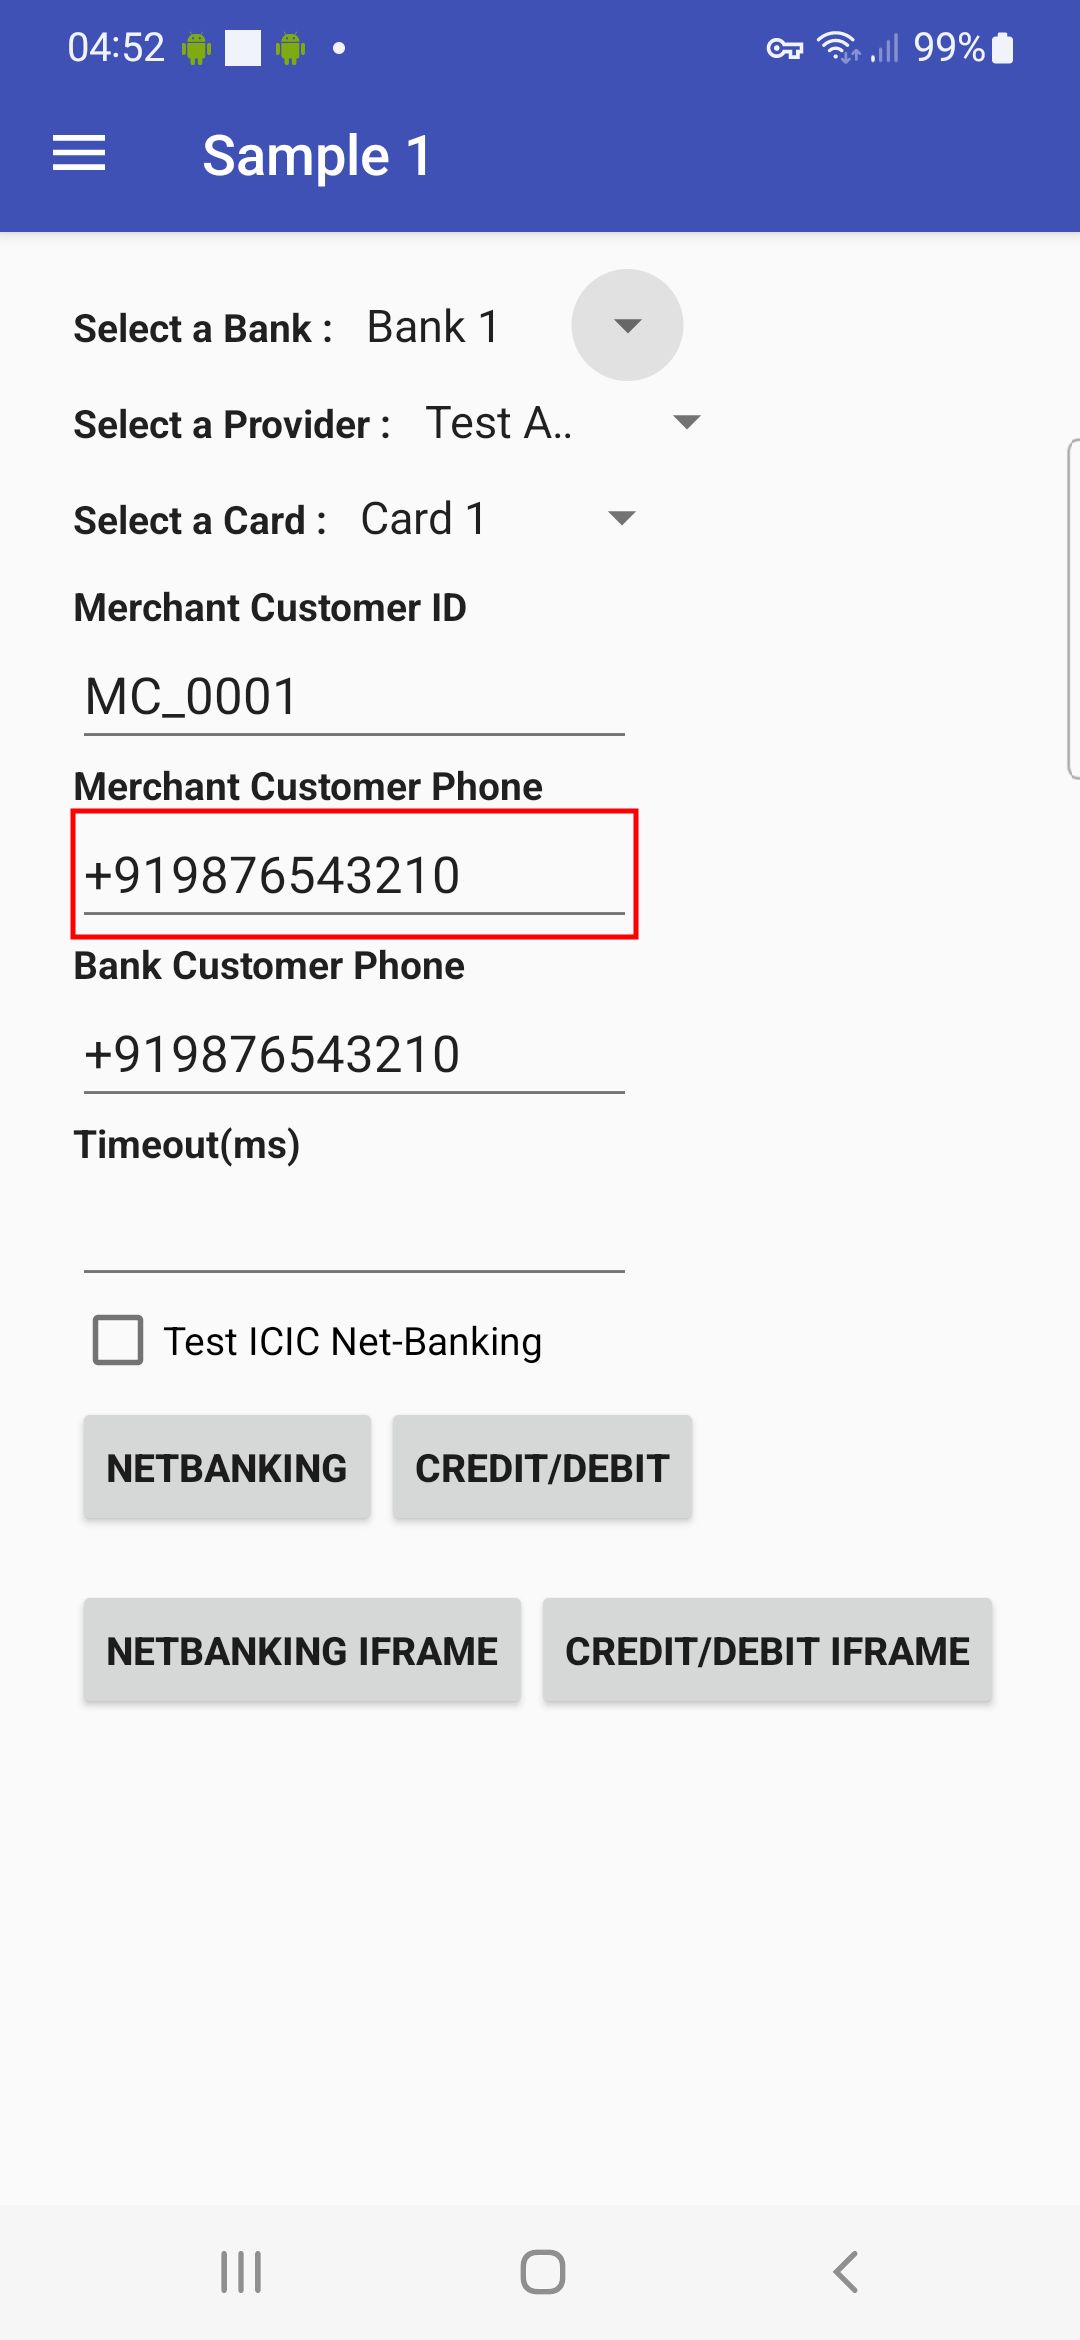 04:52 99%
Sample 1
Select a Bank : Bank 1
Select a Provider : Test A..
Select a Card : Card 1
Merchant Customer ID
MC_0001
Merchant Customer Phone
+919876543210
Bank Customer Phone
+919876543210
Timeout(ms)
Test ICIC Net-Banking
NETBANKING CREDIT/DEBIT
NETBANKING IFRAME CREDIT/DEBIT IFRAME